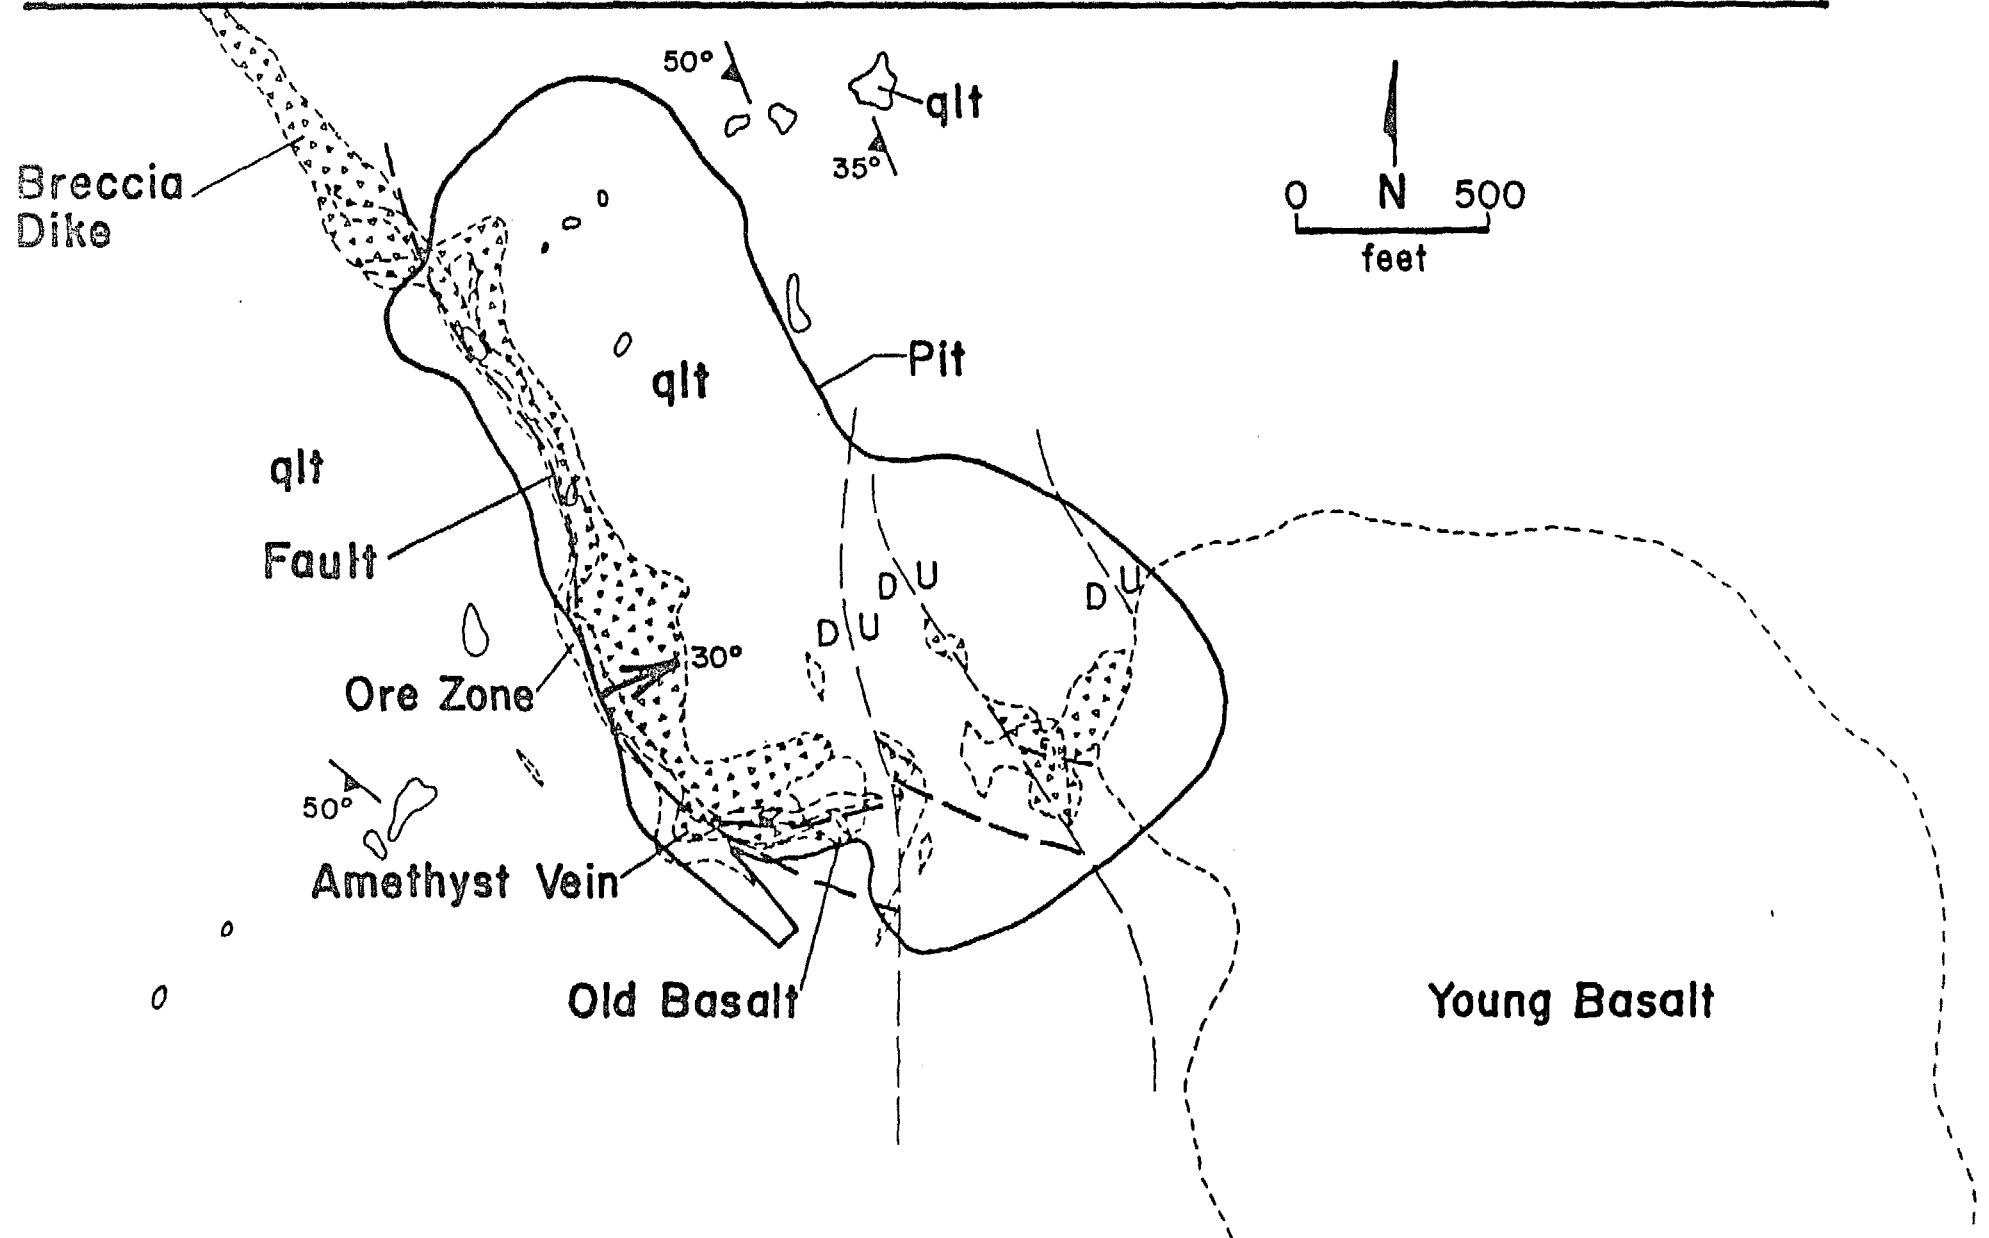 50°
qlt
35°
Breccia
Dike
0 N 500
feet
Pit
qlt
qlt
Fault
D U
D U
D U
30°
Ore Zone
50°
Amethyst Vein
Old Basalt
Young Basalt